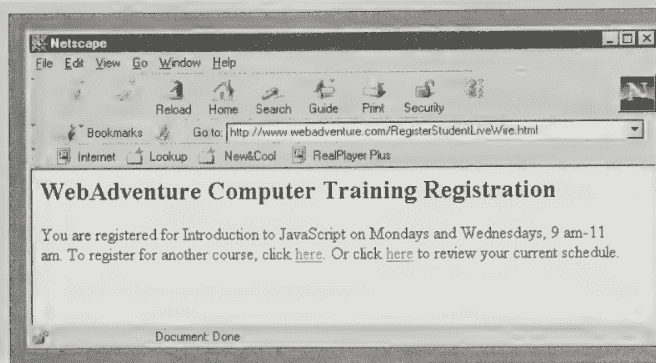 Netscape
File Edit View Go Window Help
Reload Home Search Guide Print Security
N
Bookmarks Go to: http://www.webadventure.com/RegisterStudentLiveWire.html
Internet Lookup New&Cool RealPlayer Plus
WebAdventure Computer Training Registration
You are registered for Introduction to JavaScript on Mondays and Wednesdays, 9 am-11
am. To register for another course, click here. Or click here to review your current schedule.
Document: Done